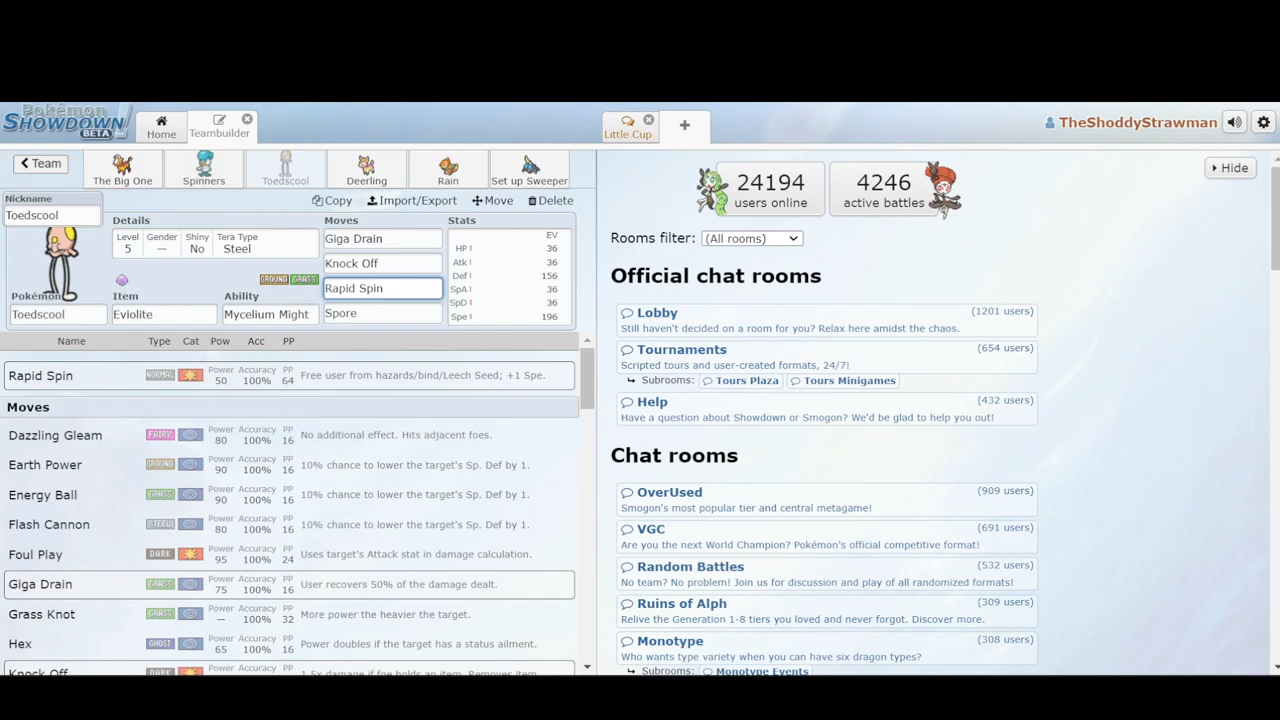 Pokémon
SHOWDOWN
BETA
Home
Teambuilder
Little Cup
+
TheShoddyStrawman
Team
The Big One
Spinners
Toedscool
Deerling
Rain
Set up Sweeper
Nickname
Toedscool
Copy
Import/Export
Move
Delete
Details
Level
5
Gender
—
Shiny
No
Tera Type
Steel
GROUND GRASS
Pokémon
Toedscool
Item
Eviolite
Ability
Mycelium Might
Moves
Giga Drain
Knock Off
Rapid Spin
Spore
Stats
EV
HP 36
Atk 36
Def 156
SpA 36
SpD 36
Spe 196
Name Type Cat Pow Acc PP
Rapid Spin NORMAL Power 50 Accuracy 100% PP 64 Free user from hazards/bind/Leech Seed; +1 Spe.
Moves
Dazzling Gleam FAIRY Power 80 Accuracy 100% PP 16 No additional effect. Hits adjacent foes.
Earth Power GROUND Power 90 Accuracy 100% PP 16 10% chance to lower the target's Sp. Def by 1.
Energy Ball GRASS Power 90 Accuracy 100% PP 16 10% chance to lower the target's Sp. Def by 1.
Flash Cannon STEEL Power 80 Accuracy 100% PP 16 10% chance to lower the target's Sp. Def by 1.
Foul Play DARK Power 95 Accuracy 100% PP 24 Uses target's Attack stat in damage calculation.
Giga Drain GRASS Power 75 Accuracy 100% PP 16 User recovers 50% of the damage dealt.
Grass Knot GRASS Power — Accuracy 100% PP 32 More power the heavier the target.
Hex GHOST Power 65 Accuracy 100% PP 16 Power doubles if the target has a status ailment.
Knock Off DARK Power Accuracy PP 1.5x damage if foe holds an item. Removes item.
24194
users online
4246
active battles
Hide
Rooms filter: (All rooms)
Official chat rooms
Lobby (1201 users)
Still haven't decided on a room for you? Relax here amidst the chaos.
Tournaments (654 users)
Scripted tours and user-created formats, 24/7!
Subrooms: Tours Plaza Tours Minigames
Help (432 users)
Have a question about Showdown or Smogon? We'd be glad to help you out!
Chat rooms
OverUsed (909 users)
Smogon's most popular tier and central metagame!
VGC (691 users)
Are you the next World Champion? Pokémon's official competitive format!
Random Battles (532 users)
No team? No problem! Join us for discussion and play of all randomized formats!
Ruins of Alph (309 users)
Relive the Generation 1-8 tiers you loved and never forgot. Discover more.
Monotype (308 users)
Who wants type variety when you can have six dragon types?
Subrooms: Monotype Events